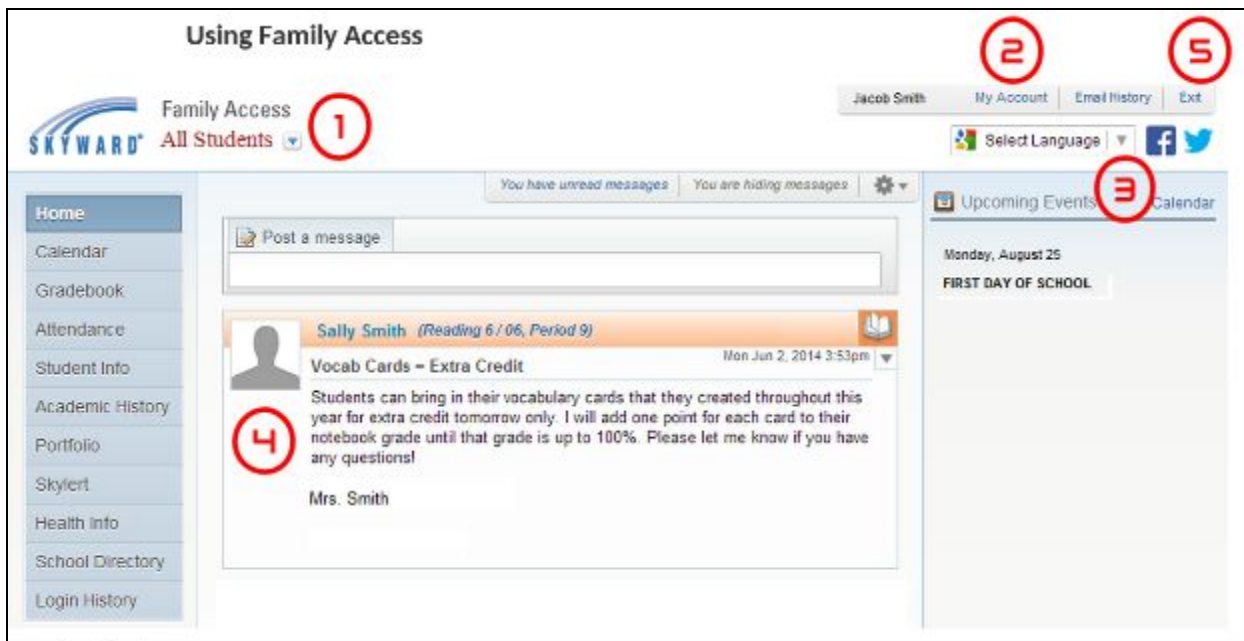 Using Family Access
2
5
Jacob Smith My Account Email History Exit
SKYWARD®
Family Access
All Students
1
Select Language
3
You have unread messages You are hiding messages
Upcoming Events Calendar
Monday, August 25
FIRST DAY OF SCHOOL
Home
Calendar
Gradebook
Attendance
Student Info
Academic History
Portfolio
Skylert
Health Info
School Directory
Login History
Post a message
Sally Smith (Reading 6 / 06, Period 9)
Vocab Cards – Extra Credit
Mon Jun 2, 2014 3:53pm
4
Students can bring in their vocabulary cards that they created throughout this
year for extra credit tomorrow only. I will add one point for each card to their
notebook grade until that grade is up to 100%. Please let me know if you have
any questions!
Mrs. Smith